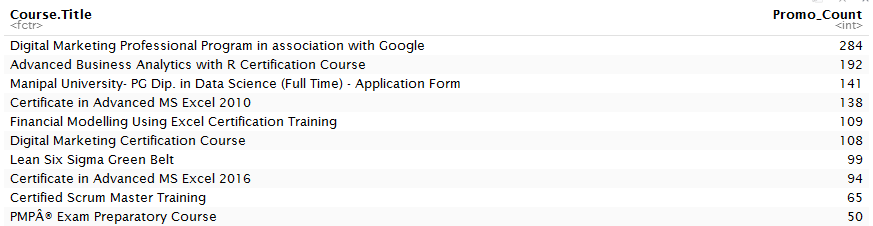 Course.Title Promo_Count
<fctr> <int>
Digital Marketing Professional Program in association with Google 284
Advanced Business Analytics with R Certification Course 192
Manipal University- PG Dip. in Data Science (Full Time) - Application Form 141
Certificate in Advanced MS Excel 2010 138
Financial Modelling Using Excel Certification Training 109
Digital Marketing Certification Course 108
Lean Six Sigma Green Belt 99
Certificate in Advanced MS Excel 2016 94
Certified Scrum Master Training 65
PMPÂ® Exam Preparatory Course 50